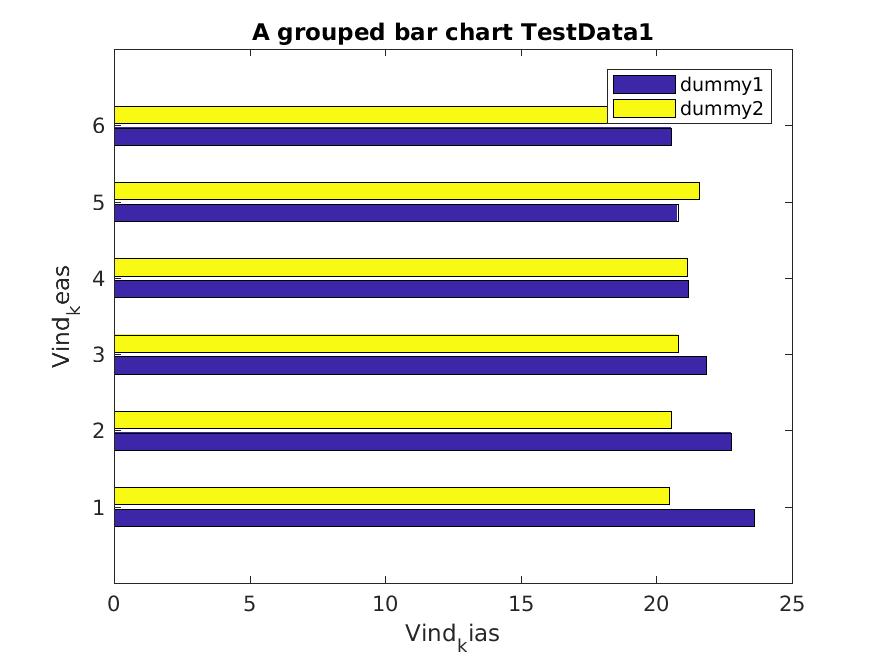 A grouped bar chart TestData1
dummy1
dummy2
6
5
4
3
2
1
Vind_keas
0 5 10 15 20 25
Vind_kias